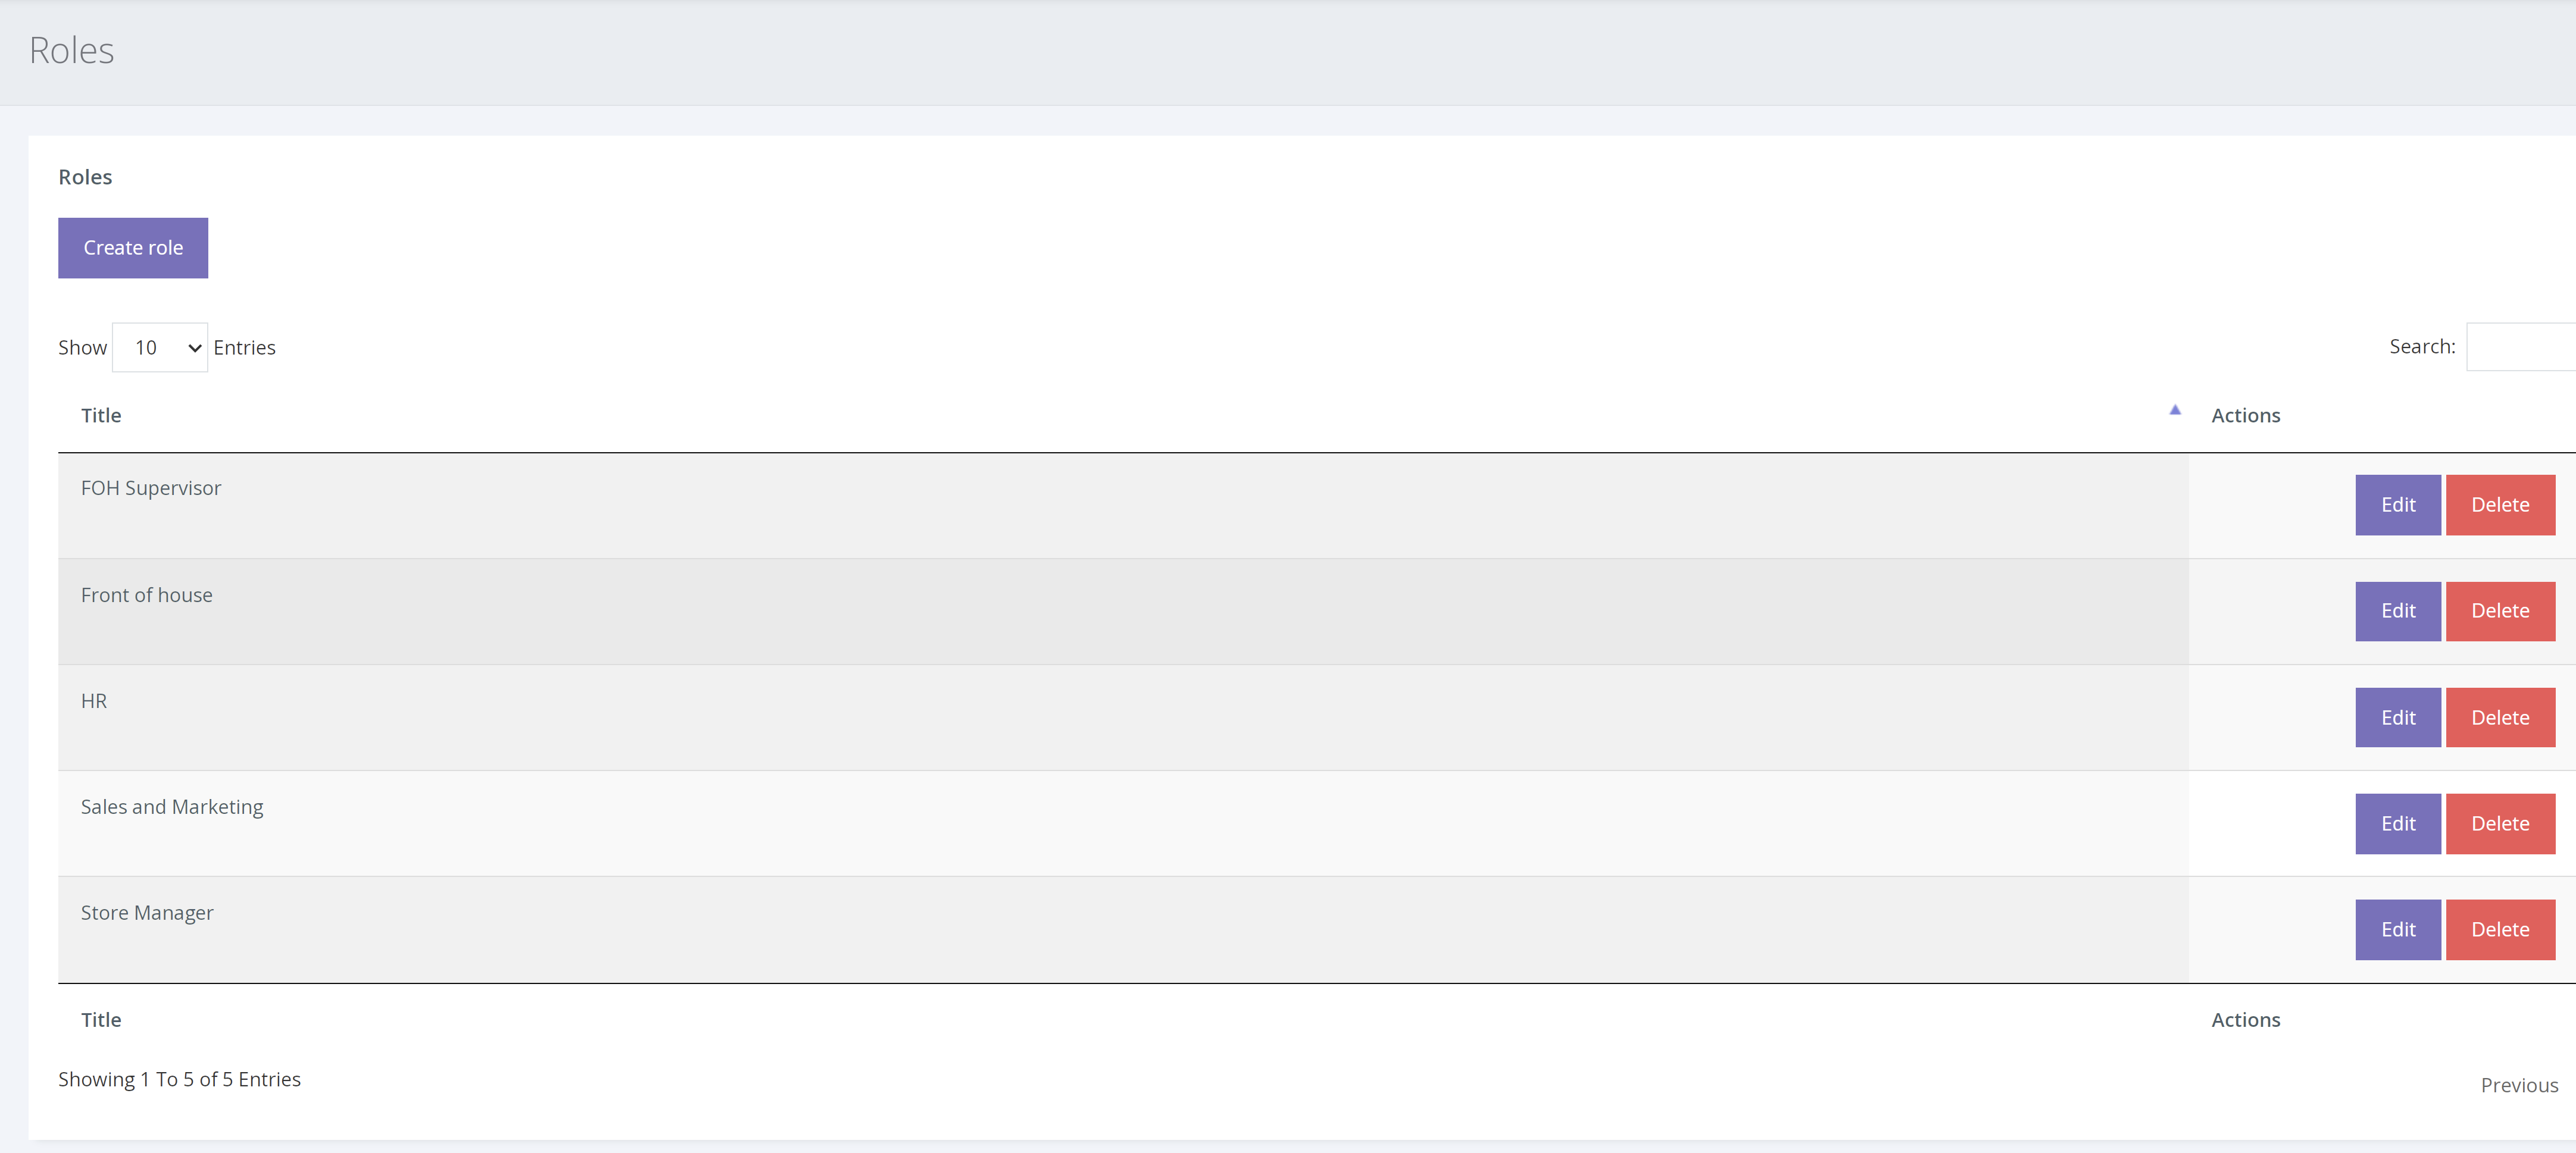 Roles
Roles
Create role
Show 10 Entries
Search:
Title Actions
FOH Supervisor Edit Delete
Front of house Edit Delete
HR Edit Delete
Sales and Marketing Edit Delete
Store Manager Edit Delete
Title Actions
Showing 1 To 5 of 5 Entries
Previous